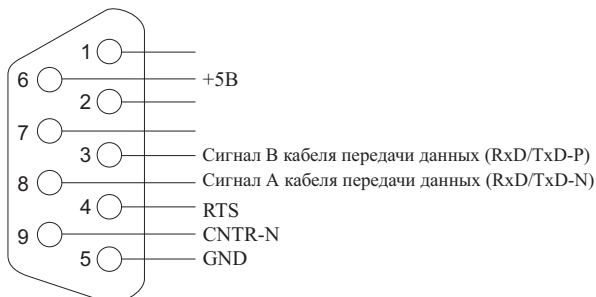 1
6 +5В
2
7
3 Сигнал B кабеля передачи данных (RxD/TxD-P)
8 Сигнал A кабеля передачи данных (RxD/TxD-N)
4 RTS
9 CNTR-N
5 GND